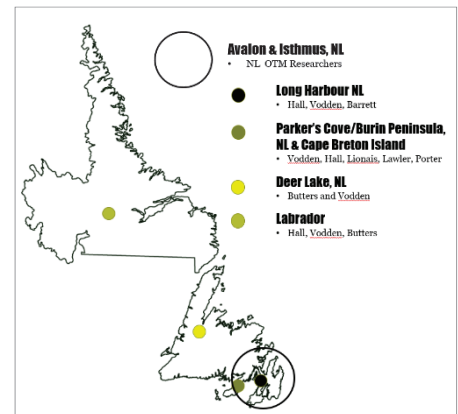 Avalon & Isthmus, NL
• NL OTM Researchers
Long Harbour NL
• Hall, Vodden, Barrett
Parker's Cove/Burin Peninsula,
NL & Cape Breton Island
• Vodden, Hall, Lionais, Lawler, Porter
Deer Lake, NL
• Butters and Vodden
Labrador
• Hall, Vodden, Butters